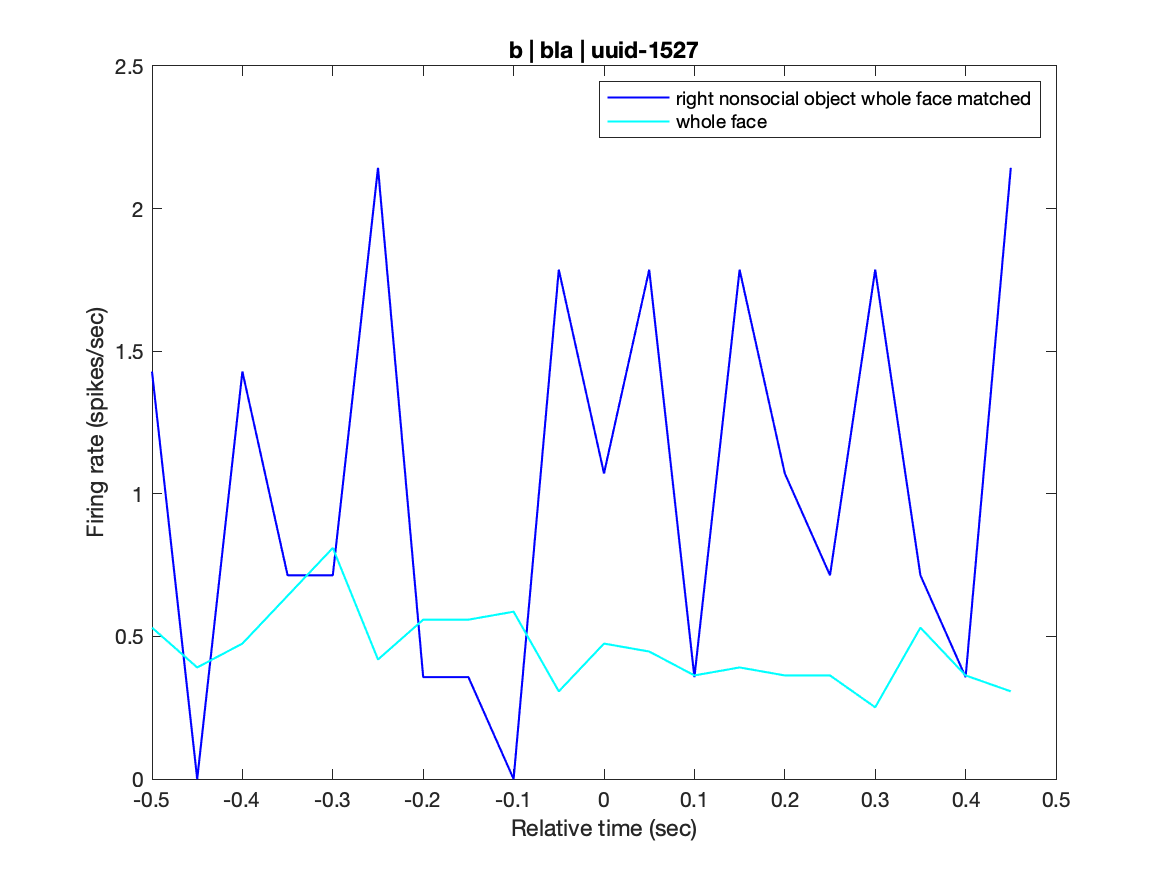 b | bla | uuid-1527
right nonsocial object whole face matched
whole face
Firing rate (spikes/sec)
2.5
2
1.5
1
0.5
0
-0.5 -0.4 -0.3 -0.2 -0.1 0 0.1 0.2 0.3 0.4 0.5
Relative time (sec)